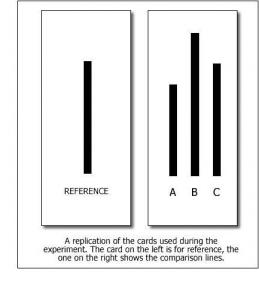 REFERENCE
A B C
A replication of the cards used during the
experiment. The card on the left is for reference, the
one on the right shows the comparison lines.